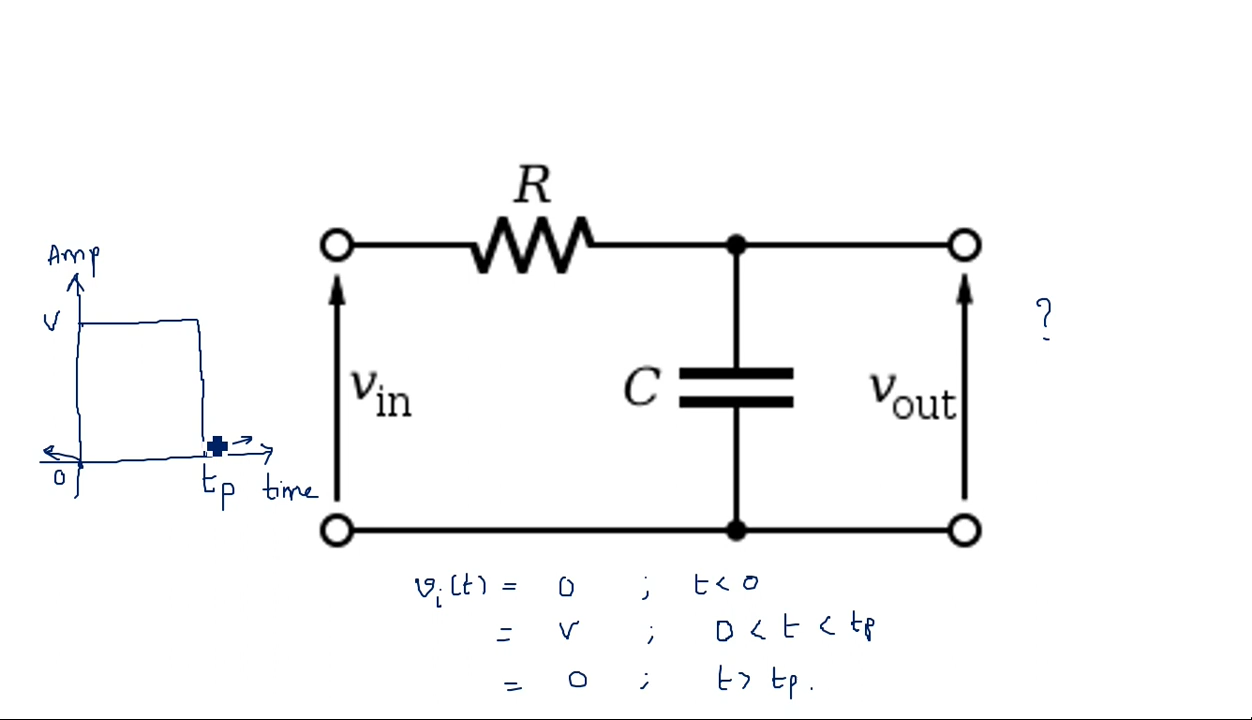 R
Amp
V
?
vin
C
vout
0
tp time
vi(t) = 0 ; t < 0
= V ; 0 < t < tp
= 0 ; t > tp.